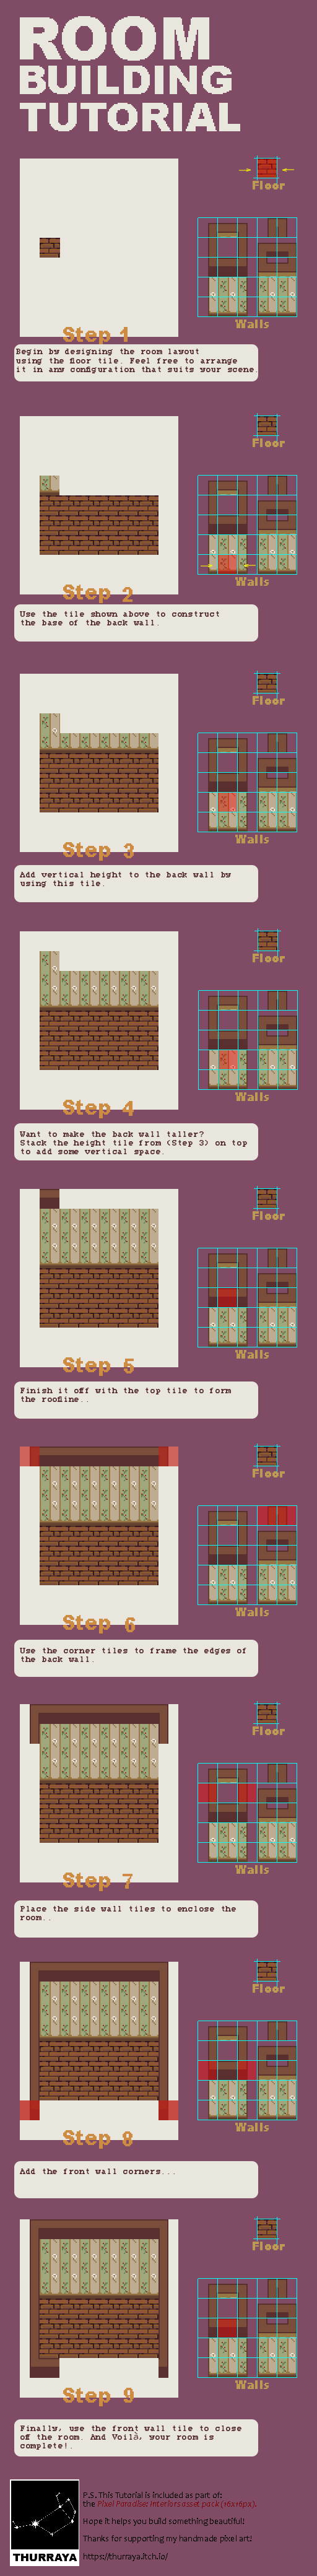 ROOM
BUILDING
TUTORIAL
Floor
Walls
Step 1
Begin by designing the room layout
using the floor tile. Feel free to arrange
it in any configuration that suits your scene.
Floor
Walls
Step 2
Use the tile shown above to construct
the base of the back wall.
Floor
Walls
Step 3
Add vertical height to the back wall by
using this tile.
Floor
Walls
Step 4
Want to make the back wall taller?
Stack the height tile from (Step 3) on top
to add some vertical space.
Floor
Walls
Step 5
Finish it off with the top tile to form
the roofline..
Floor
Walls
Step 6
Use the corner tiles to frame the edges of
the back wall.
Floor
Walls
Step 7
Place the side wall tiles to enclose the
room..
Floor
Walls
Step 8
Add the front wall corners...
Floor
Walls
Step 9
Finally, use the front wall tile to close
off the room. And Voilà, your room is
complete!.
THURRAYA
P.S. This Tutorial is included as part of:
the Pixel Paradise: Interiors asset pack (16x16px).
Hope it helps you build something beautiful!
Thanks for supporting my handmade pixel art!
https://thurraya.itch.io/